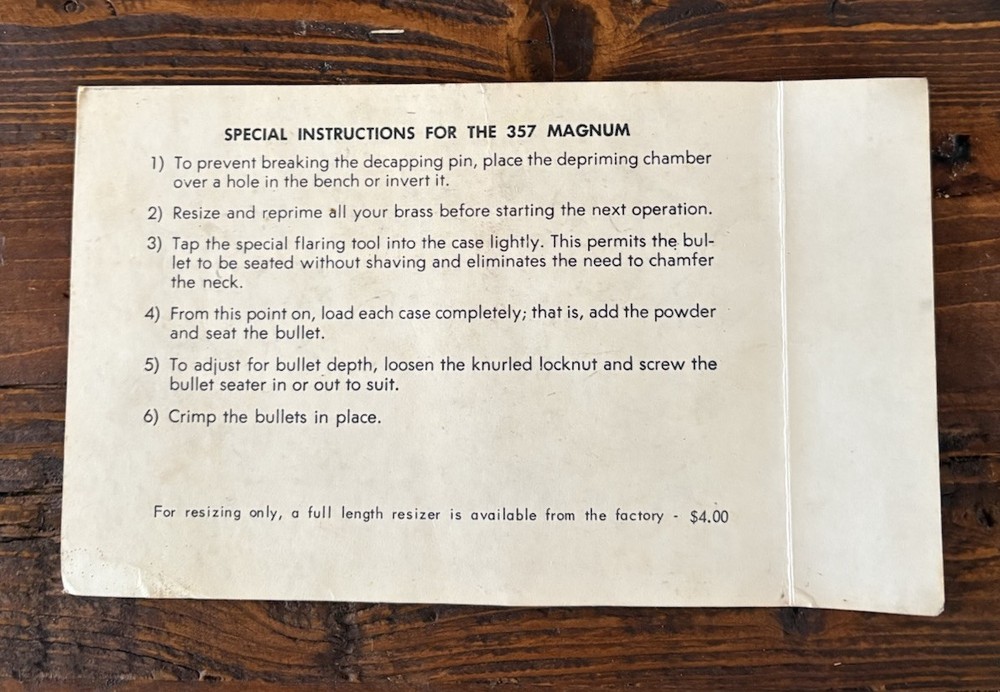 SPECIAL INSTRUCTIONS FOR THE 357 MAGNUM
1) To prevent breaking the decapping pin, place the depriming chamber
over a hole in the bench or invert it.
2) Resize and reprime all your brass before starting the next operation.
3) Tap the special flaring tool into the case lightly. This permits the bul-
let to be seated without shaving and eliminates the need to chamfer
the neck.
4) From this point on, load each case completely; that is, add the powder
and seat the bullet.
5) To adjust for bullet depth, loosen the knurled locknut and screw the
bullet seater in or out to suit.
6) Crimp the bullets in place.
For resizing only, a full length resizer is available from the factory - $4.00